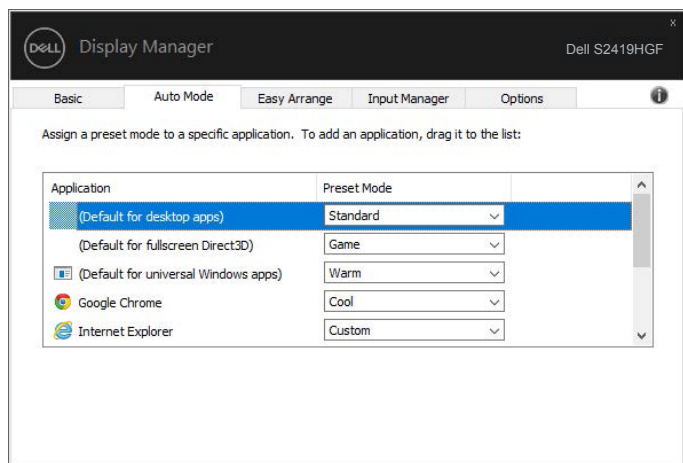 x
DELL Display Manager Dell S2419HGF
Basic Auto Mode Easy Arrange Input Manager Options
Assign a preset mode to a specific application. To add an application, drag it to the list:
Application Preset Mode
(Default for desktop apps) Standard
(Default for fullscreen Direct3D) Game
(Default for universal Windows apps) Warm
Google Chrome Cool
Internet Explorer Custom